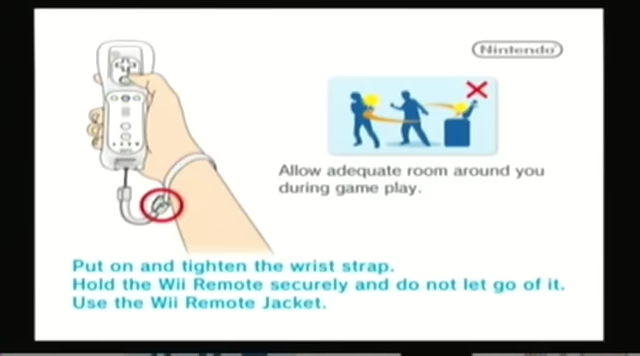 Nintendo
Allow adequate room around you
during game play.
Put on and tighten the wrist strap.
Hold the Wii Remote securely and do not let go of it.
Use the Wii Remote Jacket.